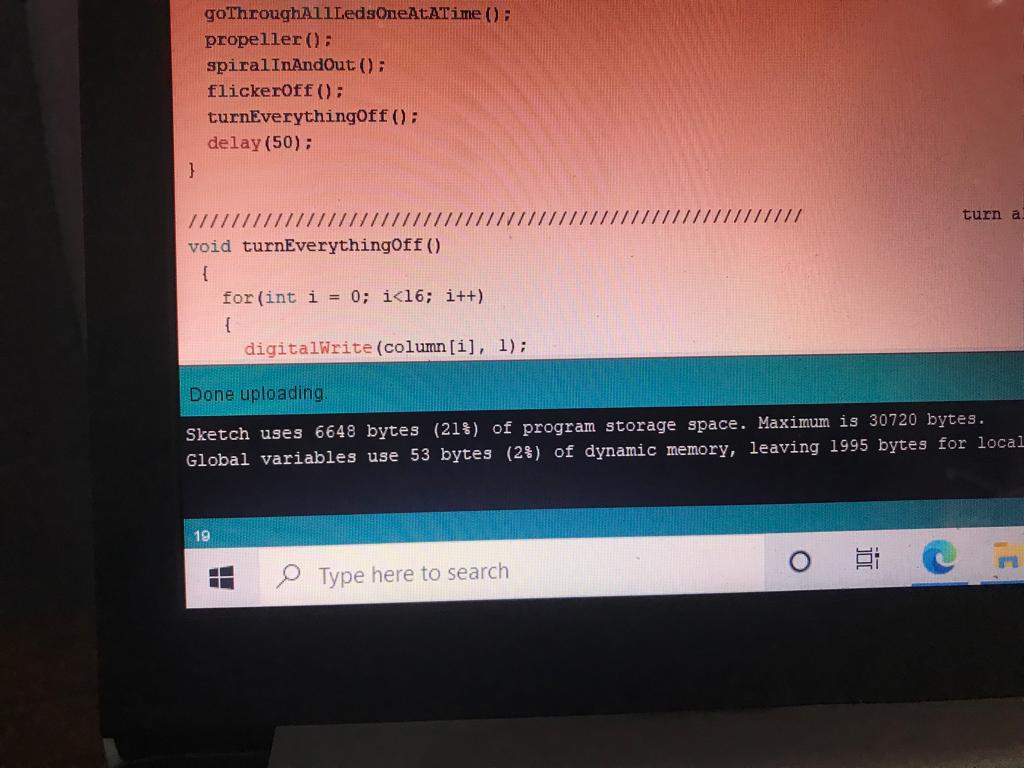 goThroughAllLedsOneAtATime();
propeller();
spiralInAndOut();
flickerOff();
turnEverythingOff();
delay(50);
}
////////////////////////////////////////////////////////////// turn
void turnEverythingOff()
{
for(int i = 0; i<16; i++)
{
digitalWrite(column[i], 1);
Done uploading.
Sketch uses 6648 bytes (21%) of program storage space. Maximum is 30720 bytes.
Global variables use 53 bytes (2%) of dynamic memory, leaving 1995 bytes for local
19
Type here to search